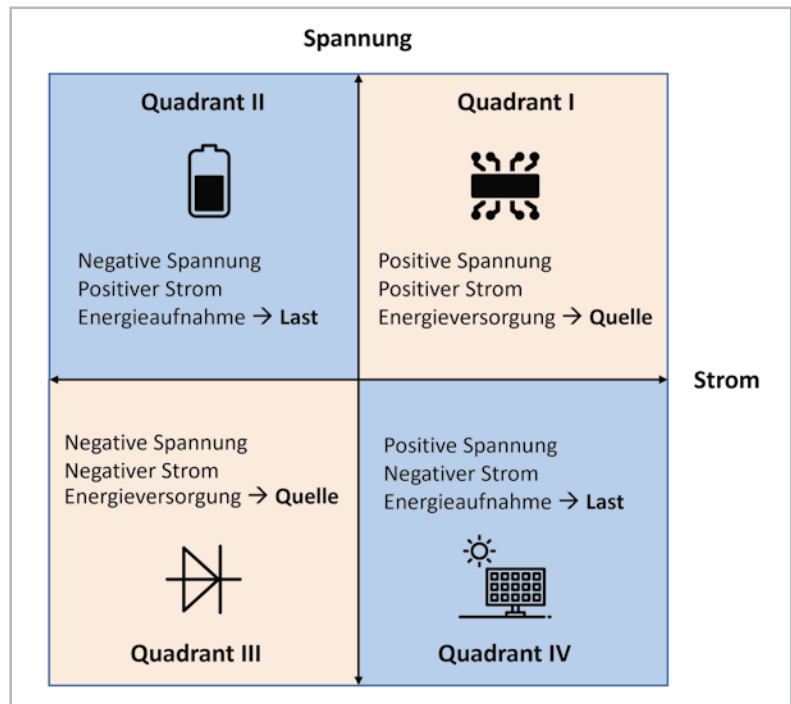 Spannung
Quadrant II
Negative Spannung
Positiver Strom
Energieaufnahme → Last
Quadrant I
Positive Spannung
Positiver Strom
Energieversorgung → Quelle
Strom
Negative Spannung
Negativer Strom
Energieversorgung → Quelle
Quadrant III
Positive Spannung
Negativer Strom
Energieaufnahme → Last
Quadrant IV